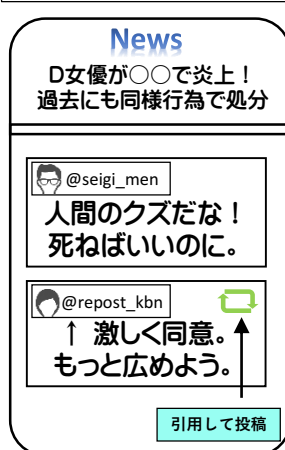 News
D女優が○○で炎上！
過去にも同様行為で処分
@seigi_men
人間のクズだな！
死ねばいいのに。
@repost_kbn
↑ 激しく同意。
もっと広めよう。
引用して投稿